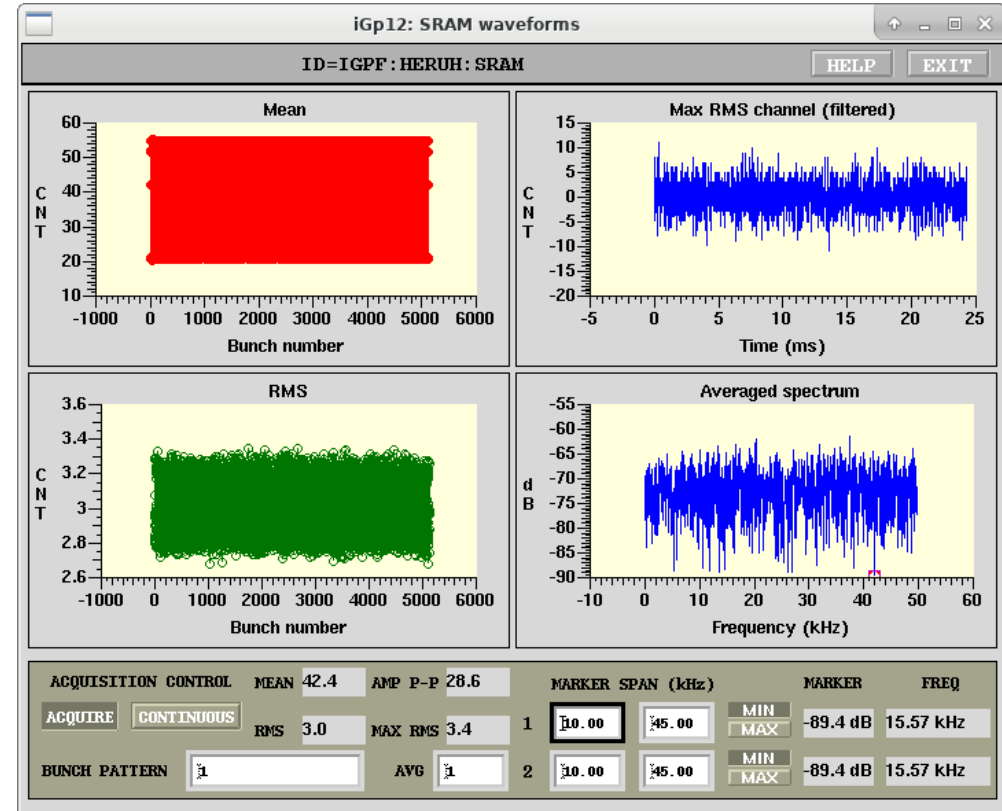 iGp12: SRAM waveforms
ID=IGPF:HERUH:SRAM
HELP
EXIT
Mean
60
50
40
30
20
10
C
N
T
-1000 0 1000 2000 3000 4000 5000 6000
Bunch number
Max RMS channel (filtered)
15
10
5
0
-5
-10
-15
-20
C
N
T
-5 0 5 10 15 20 25
Time (ms)
RMS
3.6
3.4
3.2
3
2.8
2.6
C
N
T
-1000 0 1000 2000 3000 4000 5000 6000
Bunch number
Averaged spectrum
-55
-60
-65
-70
-75
-80
-85
-90
d
B
-10 0 10 20 30 40 50 60
Frequency (kHz)
ACQUISITION CONTROL MEAN 42.4 AMP P-P 28.6
ACQUIRE CONTINUOUS
RMS 3.0 MAX RMS 3.4
BUNCH PATTERN 1 AVG 1
MARKER SPAN (kHz) MARKER FREQ
1 10.00 45.00 MIN MAX -89.4 dB 15.57 kHz
2 10.00 45.00 MIN MAX -89.4 dB 15.57 kHz